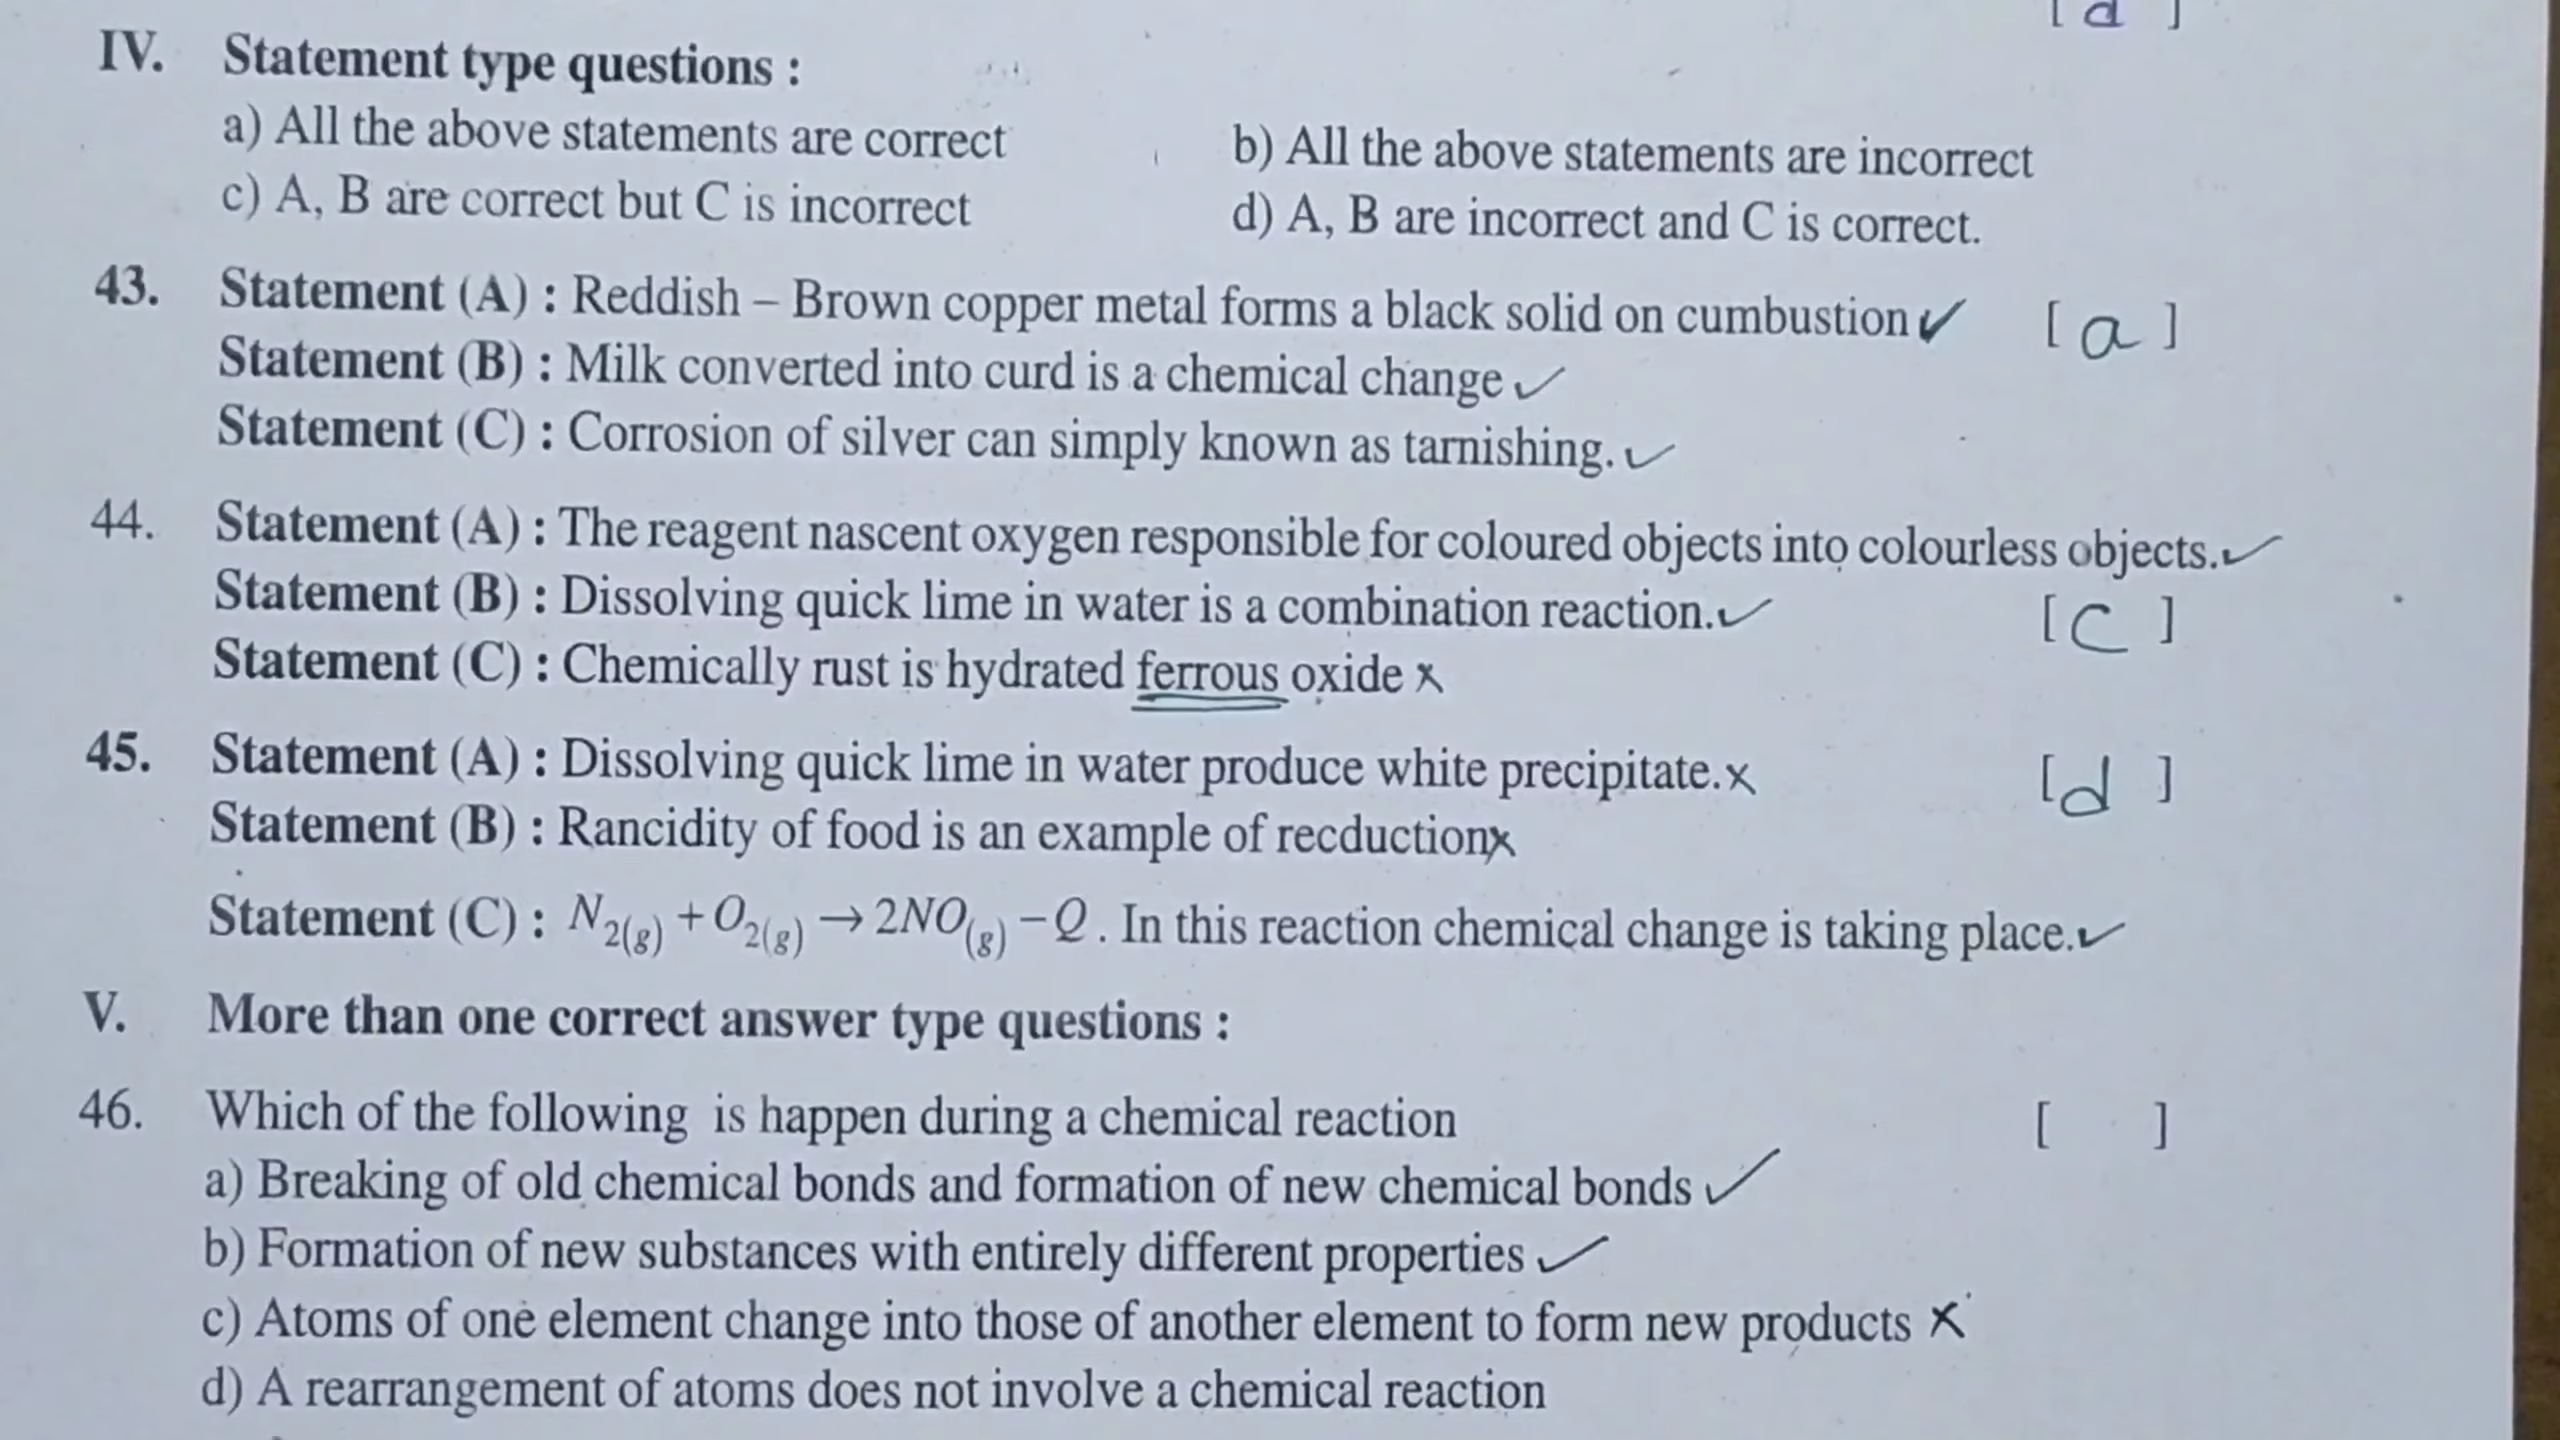 [ d ]
IV. Statement type questions :
a) All the above statements are correct b) All the above statements are incorrect
c) A, B are correct but C is incorrect d) A, B are incorrect and C is correct.
43. Statement (A) : Reddish – Brown copper metal forms a black solid on cumbustion ✓ [ a ]
Statement (B) : Milk converted into curd is a chemical change ✓
Statement (C) : Corrosion of silver can simply known as tarnishing. ✓
44. Statement (A) : The reagent nascent oxygen responsible for coloured objects into colourless objects. ✓
Statement (B) : Dissolving quick lime in water is a combination reaction. ✓ [ C ]
Statement (C) : Chemically rust is hydrated ferrous oxide x
45. Statement (A) : Dissolving quick lime in water produce white precipitate. x [ d ]
Statement (B) : Rancidity of food is an example of recduction x
Statement (C) : N2(g) + O2(g) → 2NO(g) – Q . In this reaction chemical change is taking place. ✓
V. More than one correct answer type questions :
46. Which of the following is happen during a chemical reaction [ ]
a) Breaking of old chemical bonds and formation of new chemical bonds ✓
b) Formation of new substances with entirely different properties ✓
c) Atoms of one element change into those of another element to form new products x
d) A rearrangement of atoms does not involve a chemical reaction